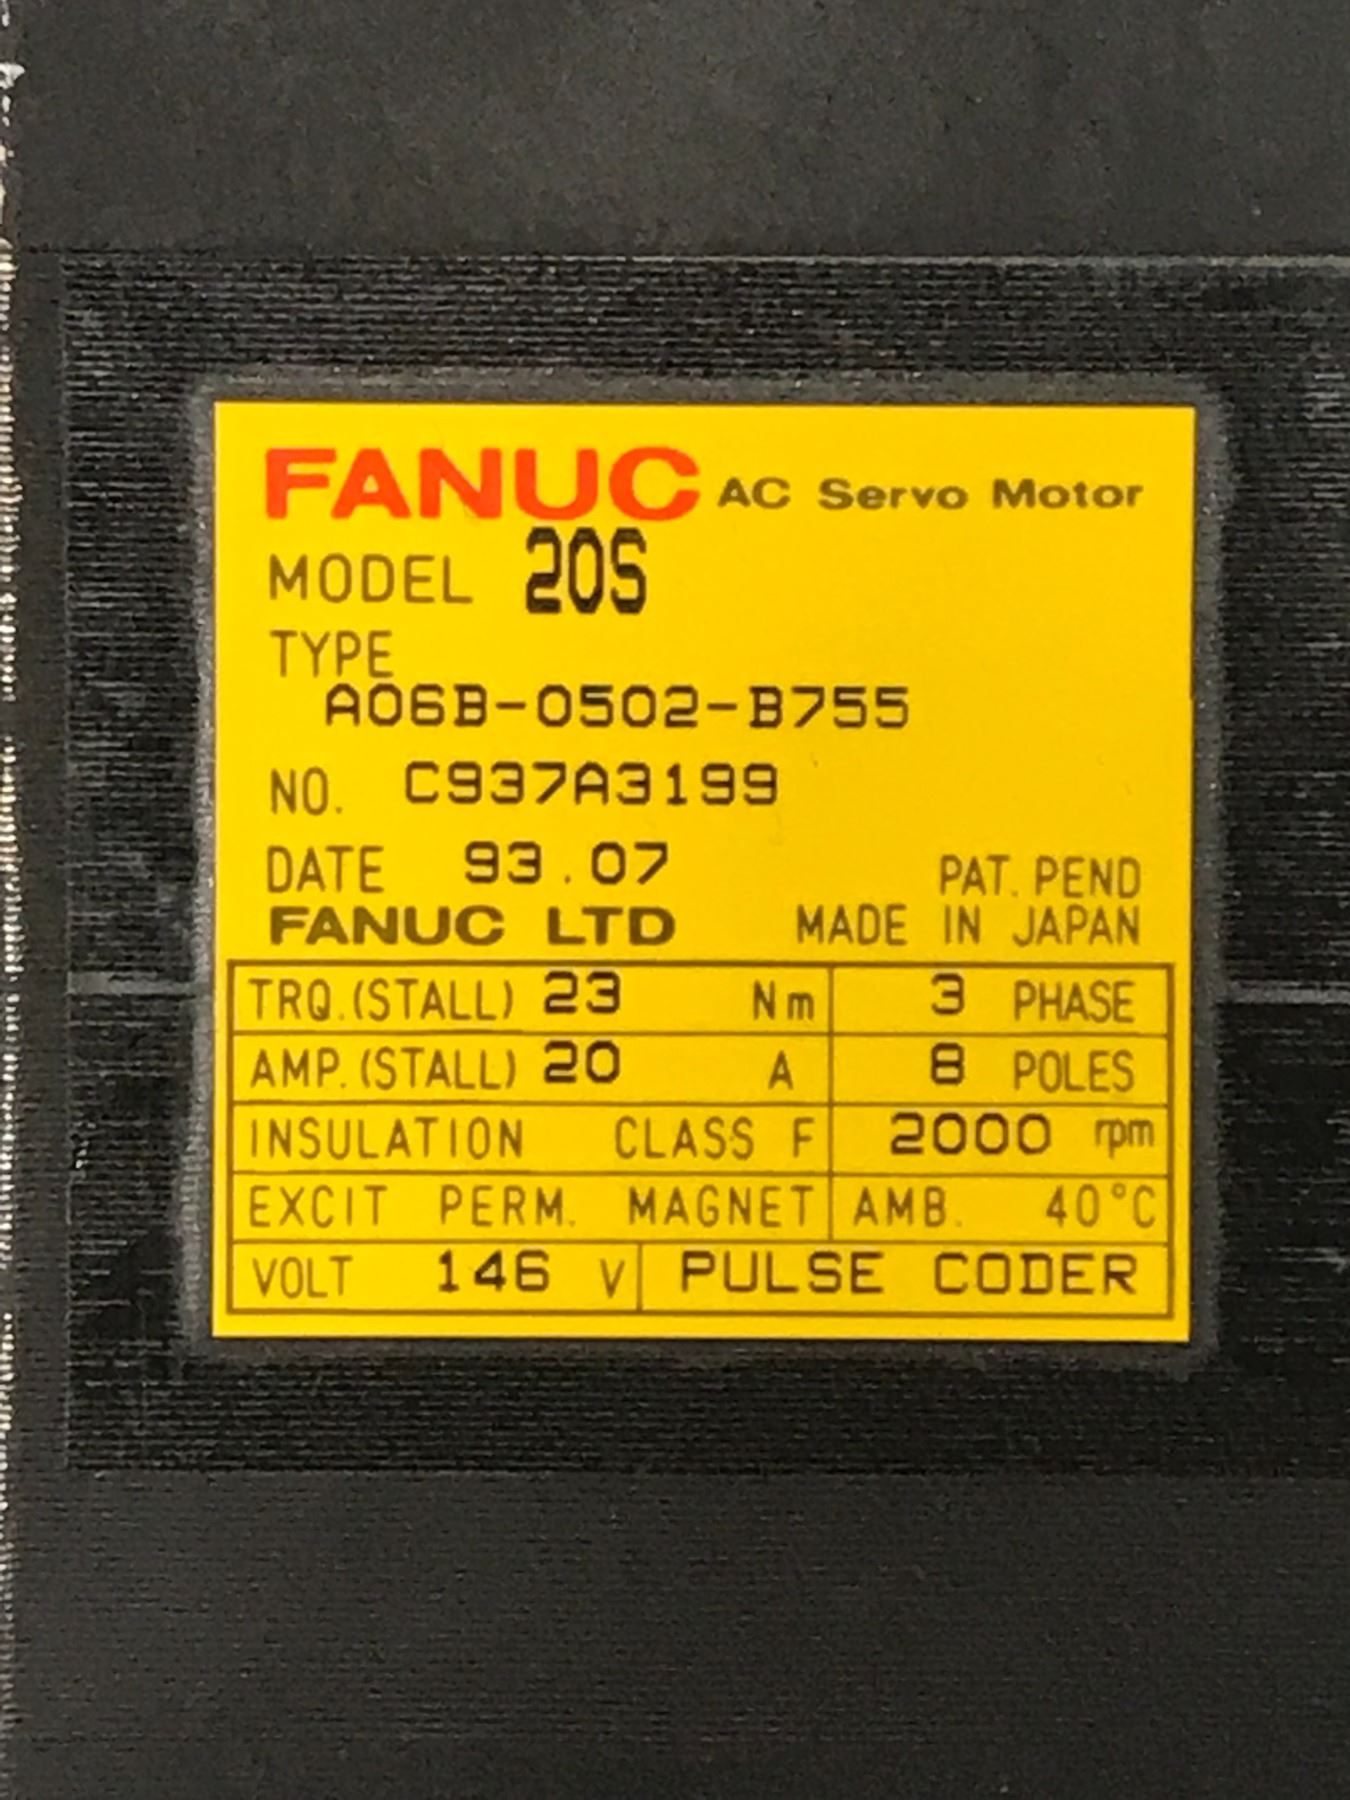 FANUC AC Servo Motor
MODEL 20S
TYPE
A06B-0502-B755
NO. C937A3199
DATE 93.07 PAT. PEND
FANUC LTD MADE IN JAPAN
TRQ.(STALL) 23 Nm 3 PHASE
AMP.(STALL) 20 A 8 POLES
INSULATION CLASS F 2000 rpm
EXCIT PERM. MAGNET AMB. 40°C
VOLT 146 V PULSE CODER